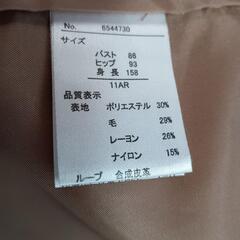 No. 6544730
サイズ
バスト 86
ヒップ 93
身長 158
11AR
品質表示
表地 ポリエステル 30%
毛 29%
レーヨン 26%
ナイロン 15%
ループ 合成皮革